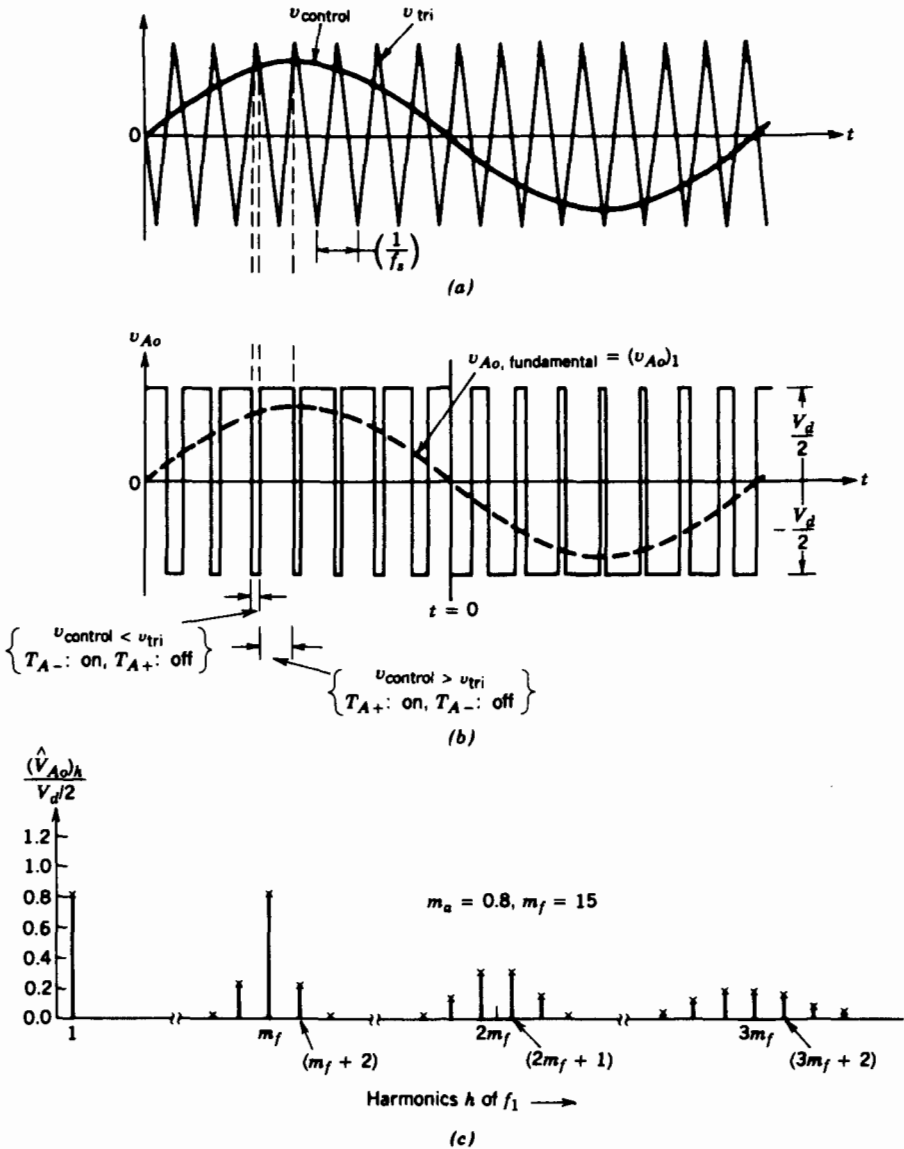 v_control
v_tri
0
t
(1/f_s)
(a)
v_Ao
v_Ao, fundamental = (v_Ao)_1
V_d/2
0
t
-V_d/2
t = 0
{v_control < v_tri
T_A-: on, T_A+: off}
{v_control > v_tri
T_A+: on, T_A-: off}
(b)
(V̂_Ao)_h
V_d/2
1.2
1.0
0.8
0.6
0.4
0.2
0.0
m_a = 0.8, m_f = 15
1
m_f
2m_f
3m_f
(m_f + 2)
(2m_f + 1)
(3m_f + 2)
Harmonics h of f_1
(c)